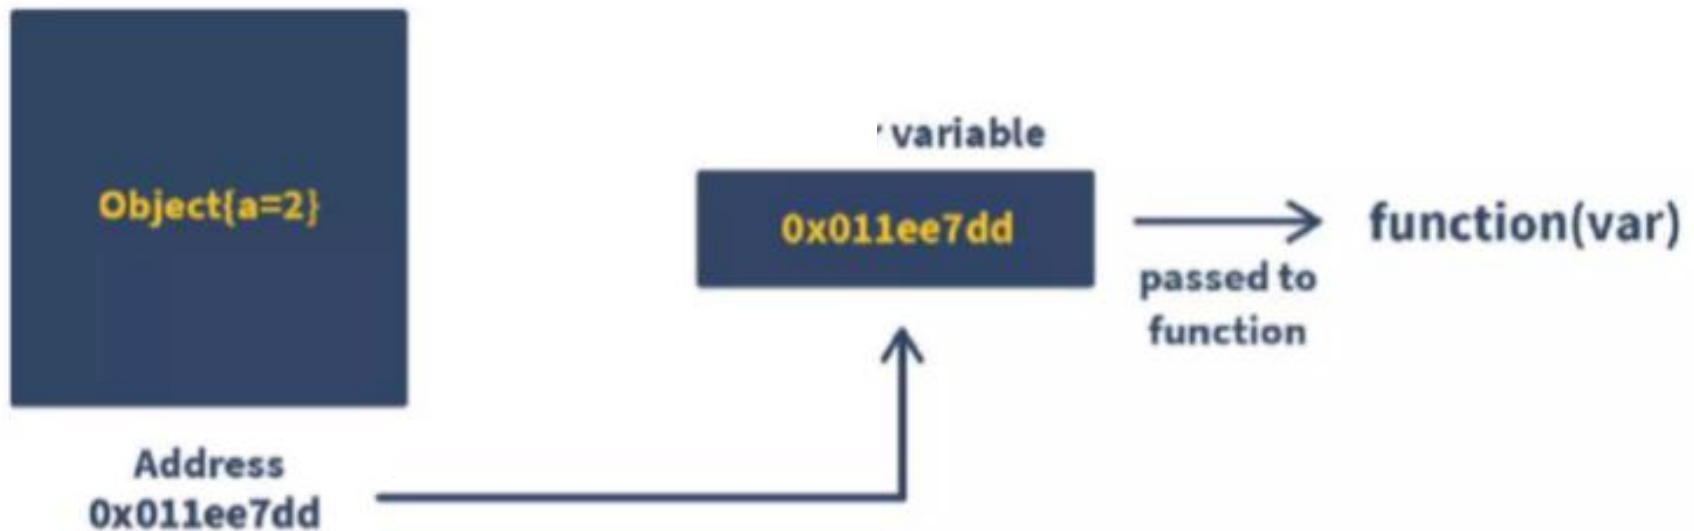 Object{a=2}
Address
0x011ee7dd
variable
0x011ee7dd
passed to
function
function(var)